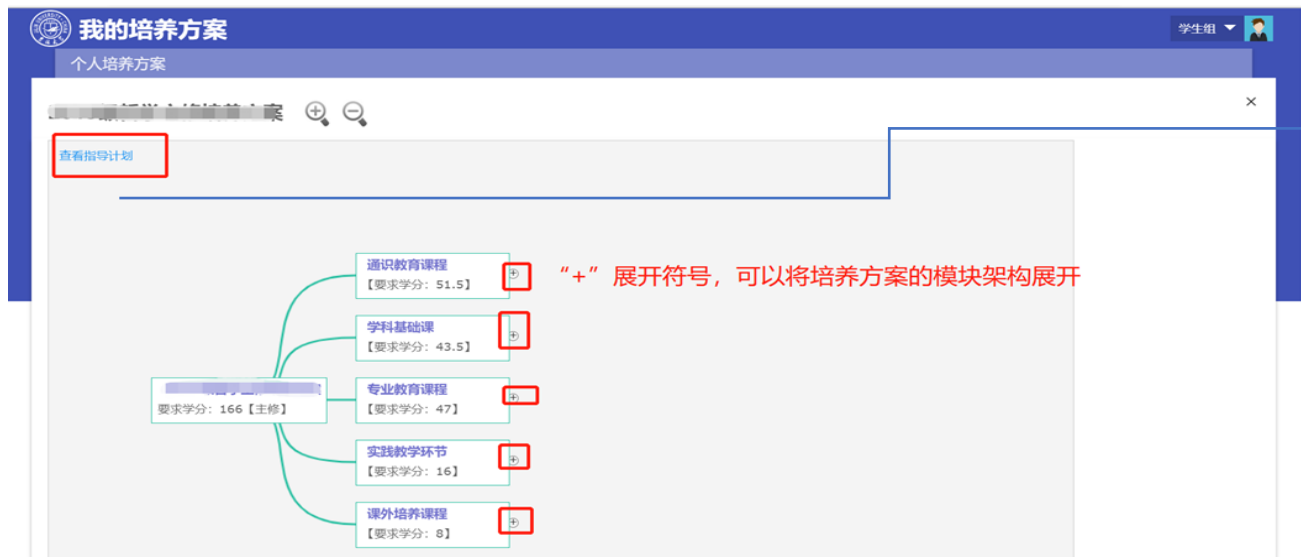 我的培养方案
学生组
个人培养方案
查看指导计划
通识教育课程
【要求学分：51.5】
“+”展开符号，可以将培养方案的模块架构展开
学科基础课
【要求学分：43.5】
专业教育课程
【要求学分：47】
要求学分：166【主修】
实践教学环节
【要求学分：16】
课外培养课程
【要求学分：8】